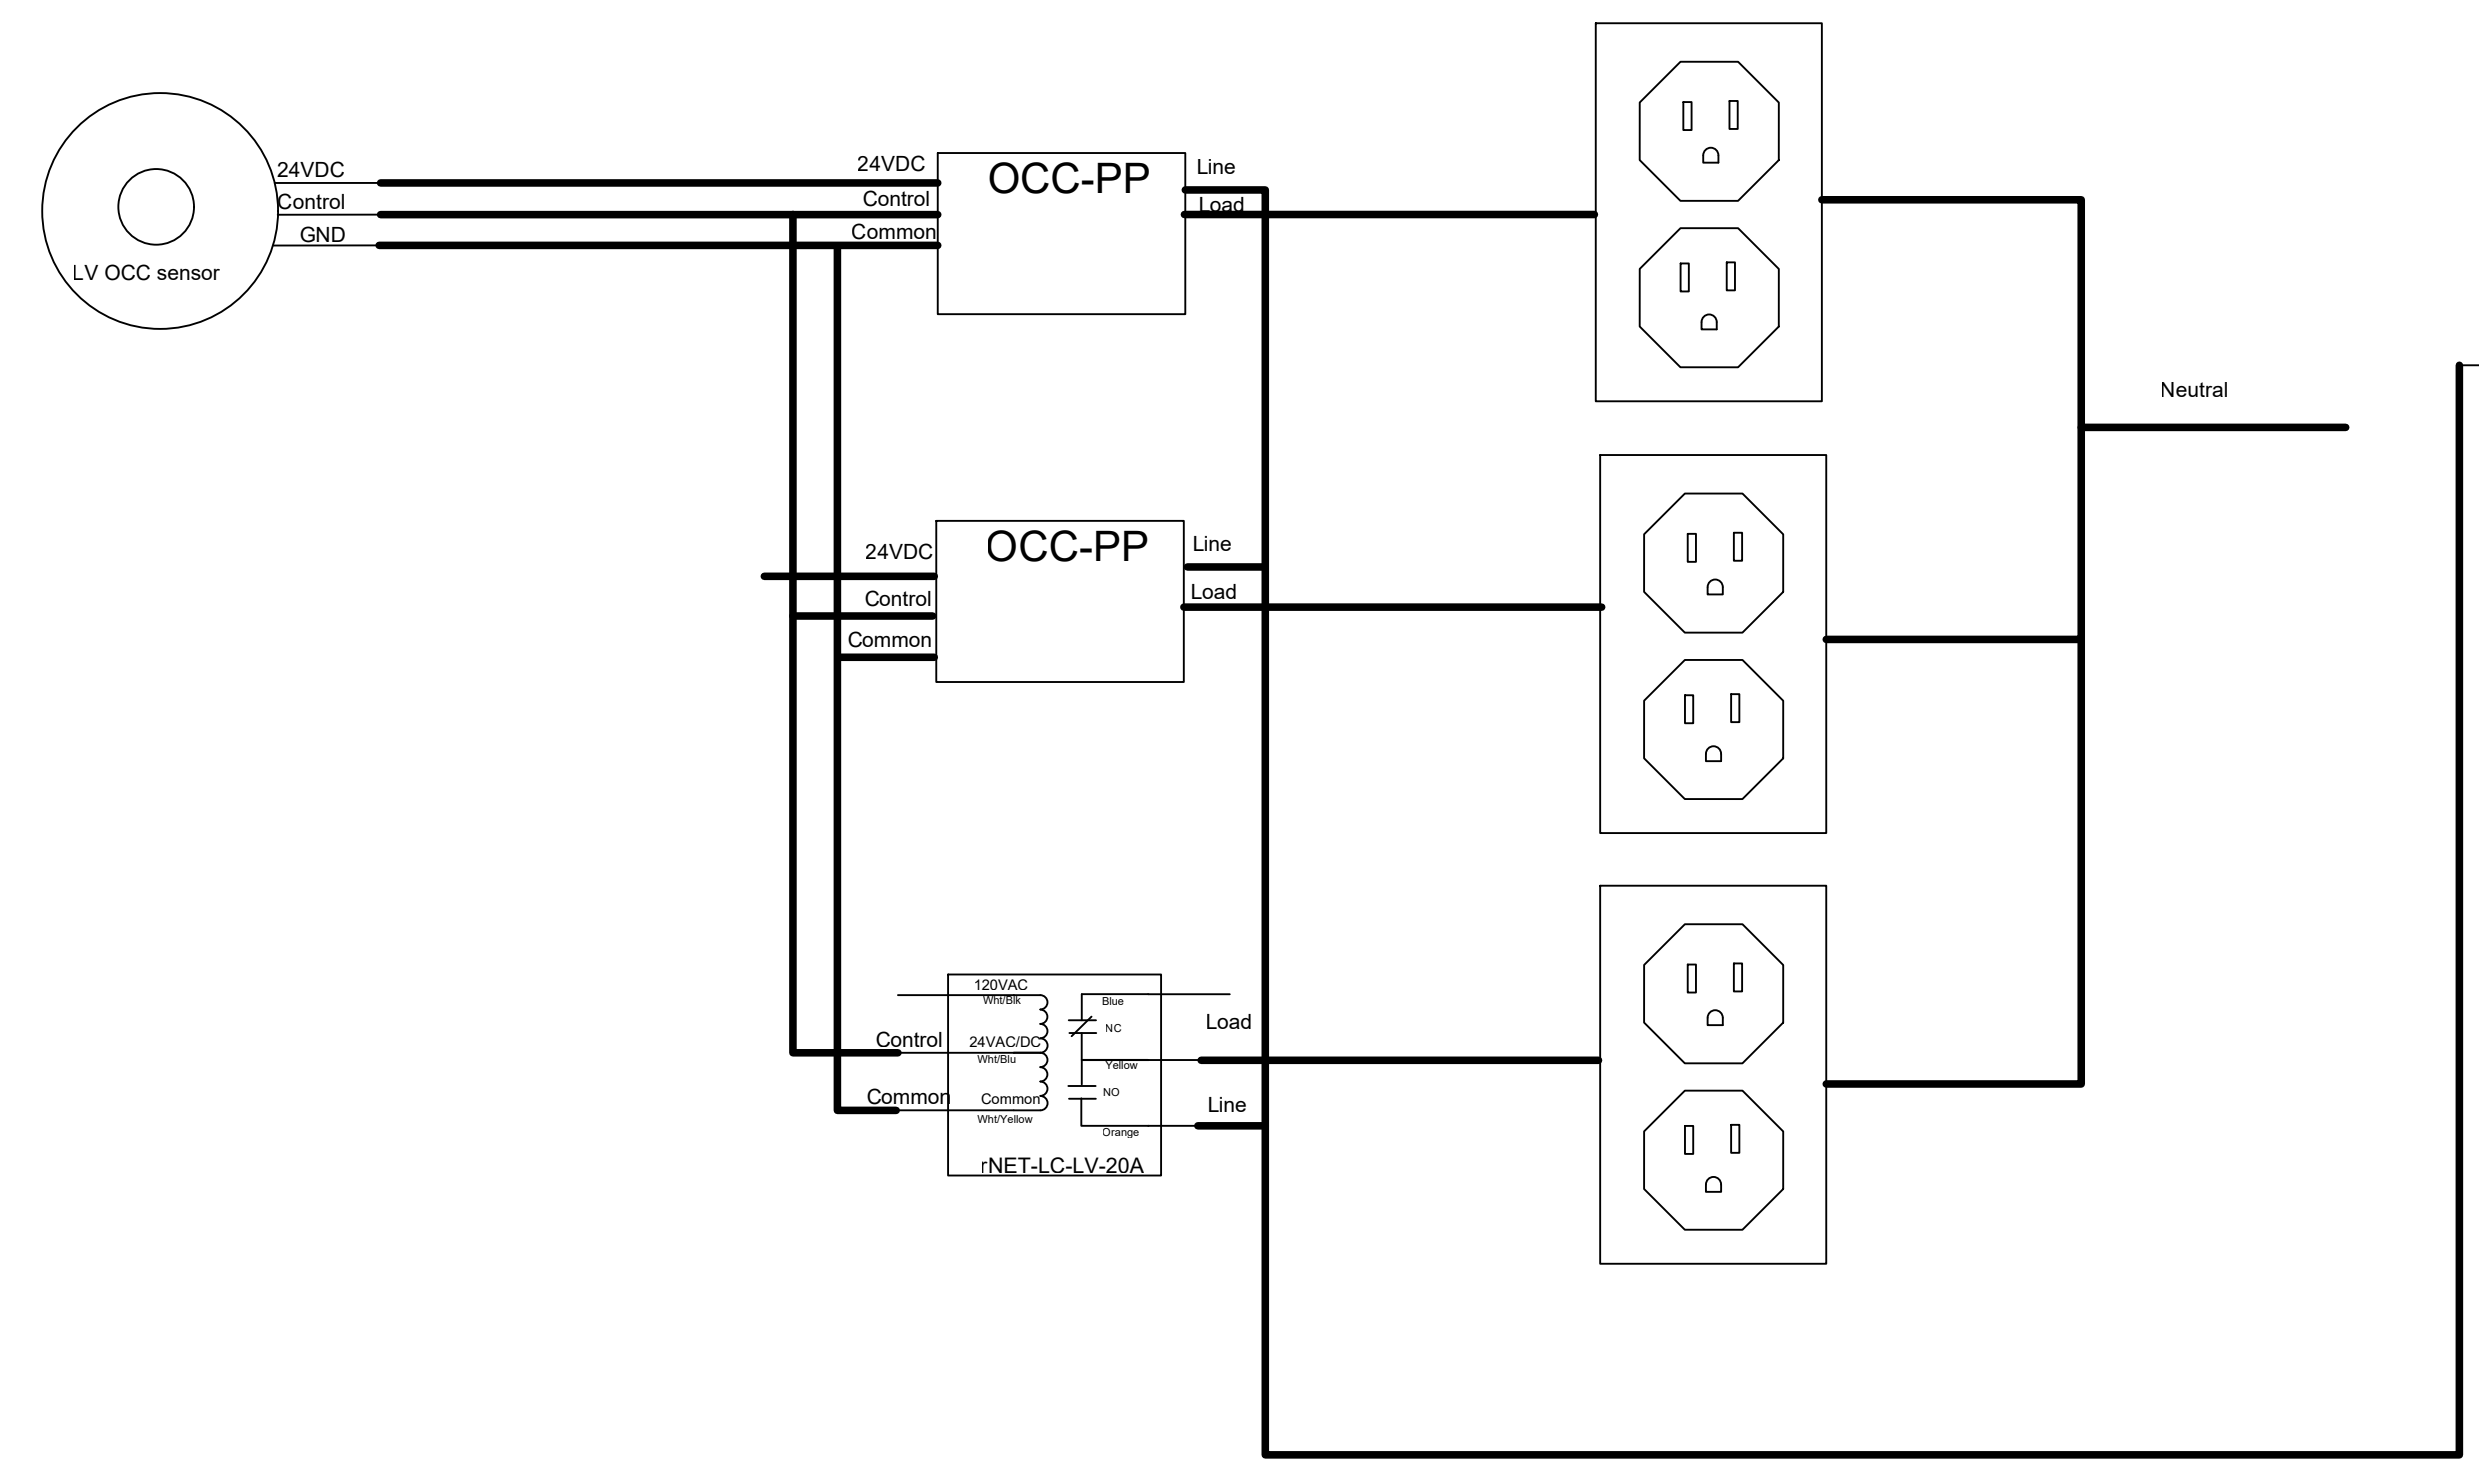 24VDC
Control
GND
LV OCC sensor
24VDC
Control
Common
OCC-PP
Line
Load
Neutral
24VDC
Control
Common
OCC-PP
Line
Load
120VAC
Wht/Blk
Control
24VAC/DC
Wht/Blu
Common
Common
Wht/Yellow
Blue
NC
Yellow
NO
Orange
rNET-LC-LV-20A
Load
Line